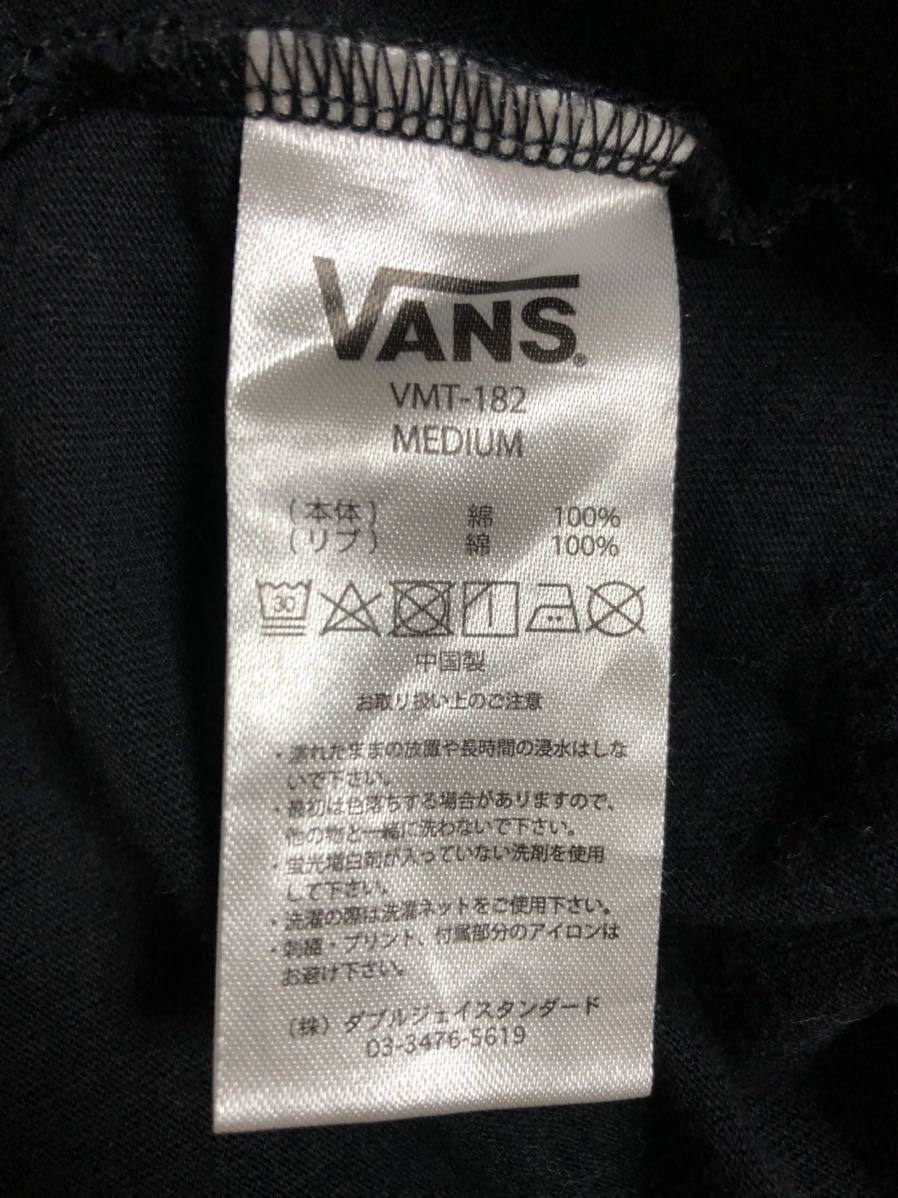 VANS®
VMT-182
MEDIUM
(本体) 綿 100%
(リブ) 綿 100%
30
中国製
お取り扱い上のご注意
・濡れたままの放置や長時間の浸水はしな
いで下さい。
・最初は色落ちする場合がありますので、
他の物と一緒に洗わないで下さい。
・蛍光増白剤が入っていない洗剤を使用
して下さい。
・洗濯の際は洗濯ネットをご使用下さい。
・刺繍・プリント、付属部分のアイロンは
お避け下さい。
(株)ダブルジェイスタンダード
03-3476-5619